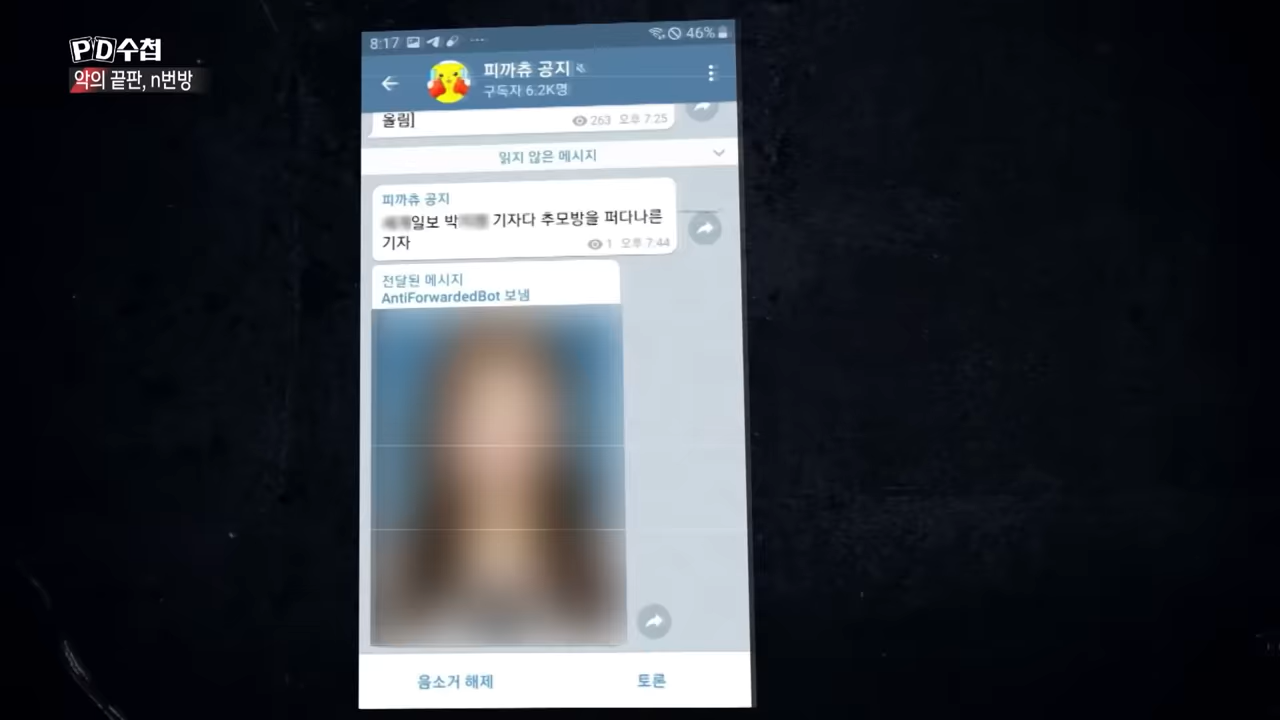 PD수첩
악의 끝판, n번방
8:17 46%
피까츄 공지
구독자 6.2K명
올림]
263 오후 7:25
읽지 않은 메시지
피까츄 공지
일보 박 기자다 추모방을 퍼다나른
기자
1 오후 7:44
전달된 메시지
AntiForwardedBot 보냄
음소거 해제 토론